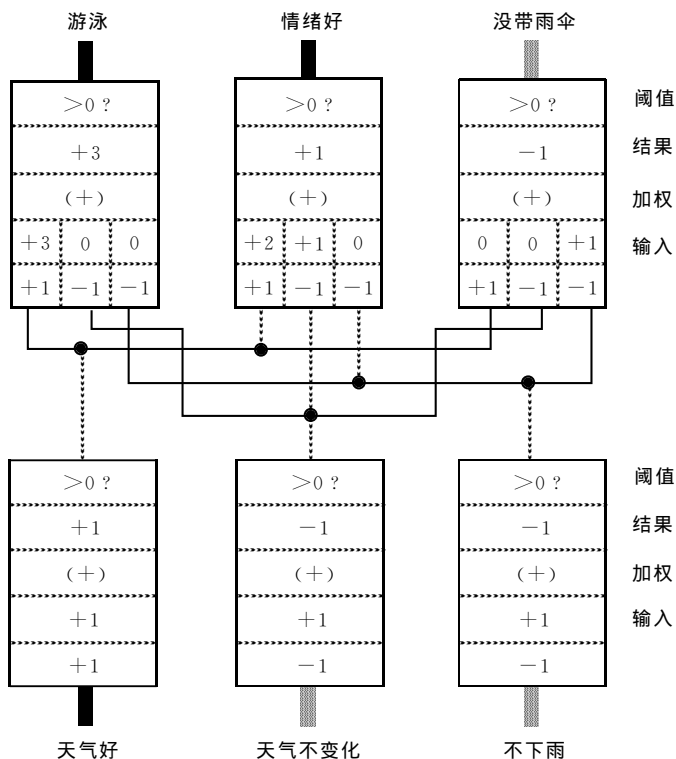 游泳 情绪好 没带雨伞
>0 ? >0 ? >0 ? 阈值
+3 +1 −1 结果
(+) (+) (+) 加权
+3 0 0 +2 +1 0 0 0 +1 输入
+1 −1 −1 +1 −1 −1 +1 −1 −1
>0 ? >0 ? >0 ? 阈值
+1 −1 −1 结果
(+) (+) (+) 加权
+1 +1 +1 输入
+1 −1 −1
天气好 天气不变化 不下雨